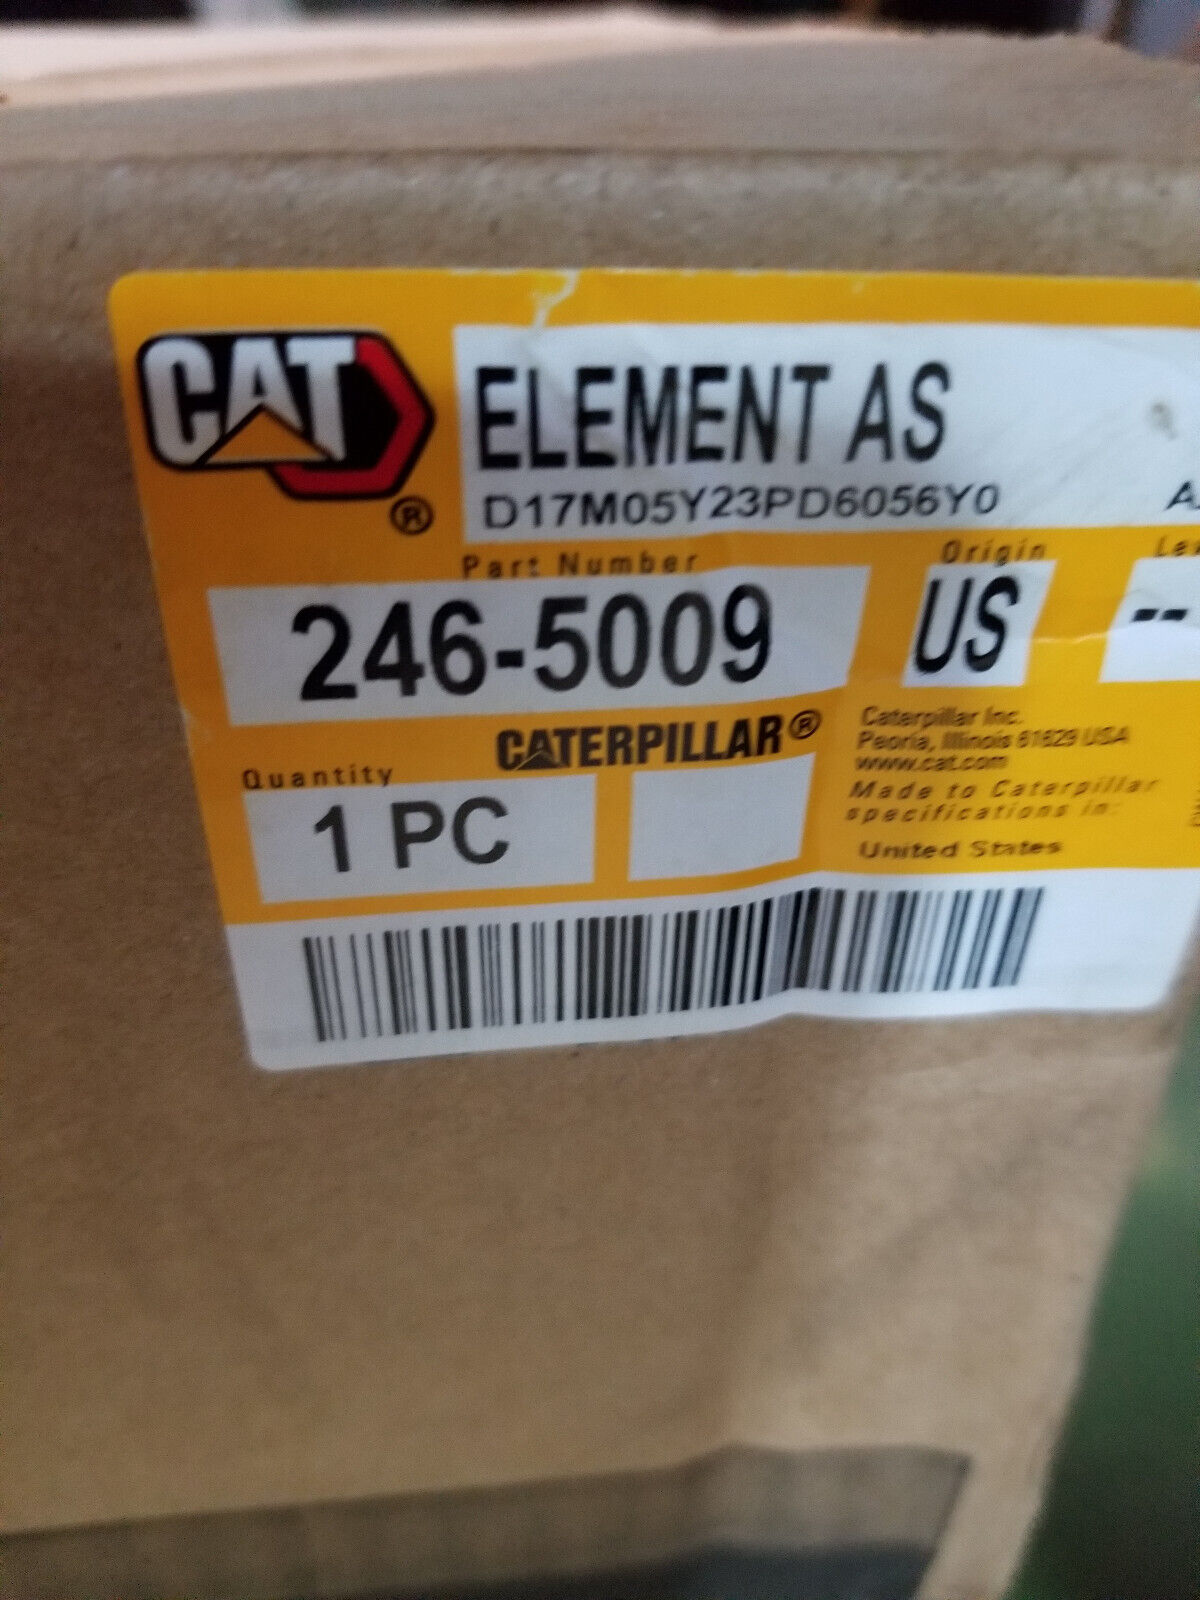 CAT
®
ELEMENT AS
D17M05Y23PD6056Y0
Part Number
Origin
246-5009
US
--
CATERPILLAR®
Caterpillar Inc.
Peoria, Illinois 61629 USA
www.cat.com
Made to Caterpillar
specifications in:
United States
Quantity
1 PC